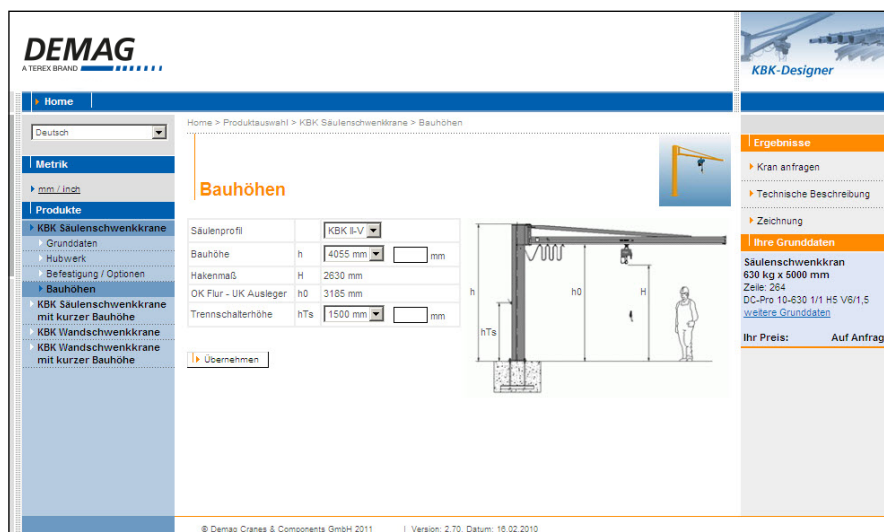 DEMAG
A TEREX BRAND
KBK-Designer
Home
Deutsch
Metrik
mm / inch
Produkte
KBK Säulenschwenkkrane
Grunddaten
Hubwerk
Befestigung / Optionen
Bauhöhen
KBK Säulenschwenkkrane
mit kurzer Bauhöhe
KBK Wandschwenkkrane
KBK Wandschwenkkrane
mit kurzer Bauhöhe
Home > Produktauswahl > KBK Säulenschwenkkrane > Bauhöhen
Bauhöhen
Säulenprofil KBK II-V
Bauhöhe h 4055 mm mm
Hakenmaß H 2630 mm
OK Flur - UK Ausleger h0 3185 mm
Trennschalterhöhe hTs 1500 mm mm
Übernehmen
h
h0
H
hTs
Ergebnisse
Kran anfragen
Technische Beschreibung
Zeichnung
Ihre Grunddaten
Säulenschwenkkran
630 kg x 5000 mm
Zeile: 264
DC-Pro 10-630 1/1 H5 V6/1,5
weitere Grunddaten
Ihr Preis: Auf Anfrag
© Demag Cranes & Components GmbH 2011 | Version: 2.70, Datum: 16.02.2010